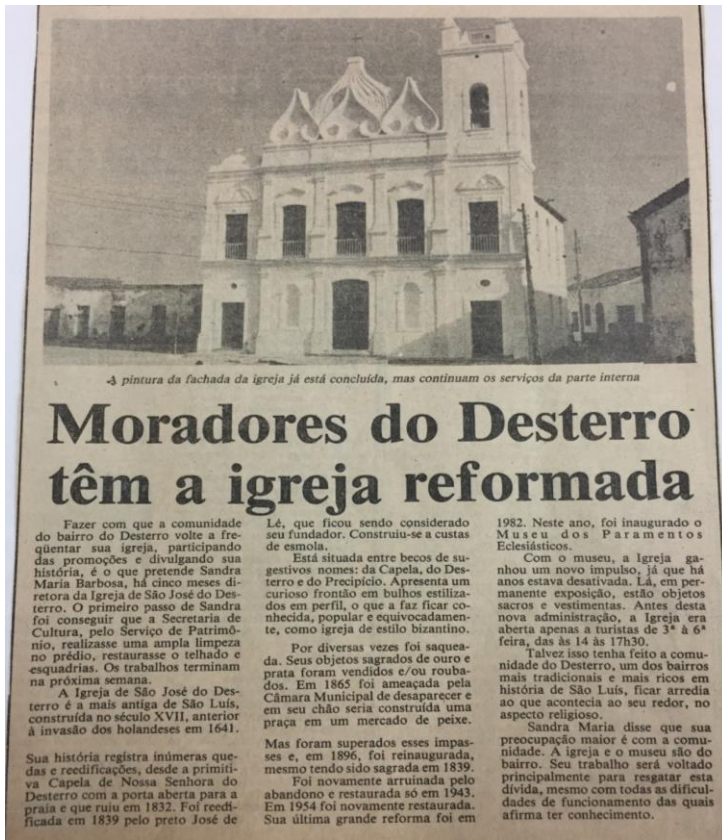 A pintura da fachada da igreja já está concluída, mas continuam os serviços da parte interna
Moradores do Desterro
têm a igreja reformada
Fazer com que a comunidade
do bairro do Desterro volte a fre-
qüentar sua igreja, participando
das promoções e divulgando sua
história, é o que pretende Sandra
Maria Barbosa, há cinco meses di-
retora da Igreja de São José do Des-
terro. O primeiro passo de Sandra
foi conseguir que a Secretaria de
Cultura, pelo Serviço de Patrimô-
nio, realizasse uma ampla limpeza
no prédio, restaurasse o telhado e
esquadrias. Os trabalhos terminam
na próxima semana.
A Igreja de São José do Des-
terro é a mais antiga de São Luís,
construída no século XVII, anterior
à invasão dos holandeses em 1641.
Sua história registra inúmeras que-
das e reedificações, desde a primiti-
va Capela de Nossa Senhora do
Desterro com a porta aberta para a
praia e que ruiu em 1832. Foi reedi-
ficada em 1839 pelo preto José de
Lé, que ficou sendo considerado
seu fundador. Construiu-se a custas
de esmola.
Está situada entre becos de su-
gestivos nomes: da Capela, do Des-
terro e do Precipício. Apresenta um
curioso frontão em bulhos estiliza-
dos em perfil, o que a faz ficar co-
nhecida, popular e equivocadamen-
te, como igreja de estilo bizantino.
Por diversas vezes foi saquea-
da. Seus objetos sagrados de ouro e
prata foram vendidos e/ou rouba-
dos. Em 1865 foi ameaçada pela
Câmara Municipal de desaparecer e
em seu chão seria construída uma
praça em um mercado de peixe.
Mas foram superados esses impas-
ses e, em 1896, foi reinaugurada,
mesmo tendo sido sagrada em 1839.
Foi novamente arruinada pelo
abandono e restaurada só em 1943.
Em 1954 foi novamente restaurada.
Sua última grande reforma foi em
1982. Neste ano, foi inaugurado o
Museu dos Paramentos
Eclesiásticos.
Com o museu, a Igreja ga-
nhou um novo impulso, já que há
anos estava desativada. Lá, em per-
manente exposição, estão objetos
sacros e vestimentas. Antes desta
nova administração, a Igreja era
aberta apenas a turistas de 3ª à 6ª
feira, das às 14 às 17h30.
Talvez isso tenha feito a comu-
nidade do Desterro, um dos bairros
mais tradicionais e mais ricos em
história de São Luís, ficar arredia
ao que acontecia ao seu redor, no
aspecto religioso.
Sandra Maria disse que sua
preocupação maior é com a comu-
nidade. A igreja e o museu são do
bairro. Seu trabalho será voltado
principalmente para resgatar esta
dívida, mesmo com todas as dificul-
dades de funcionamento das quais
afirma ter conhecimento.